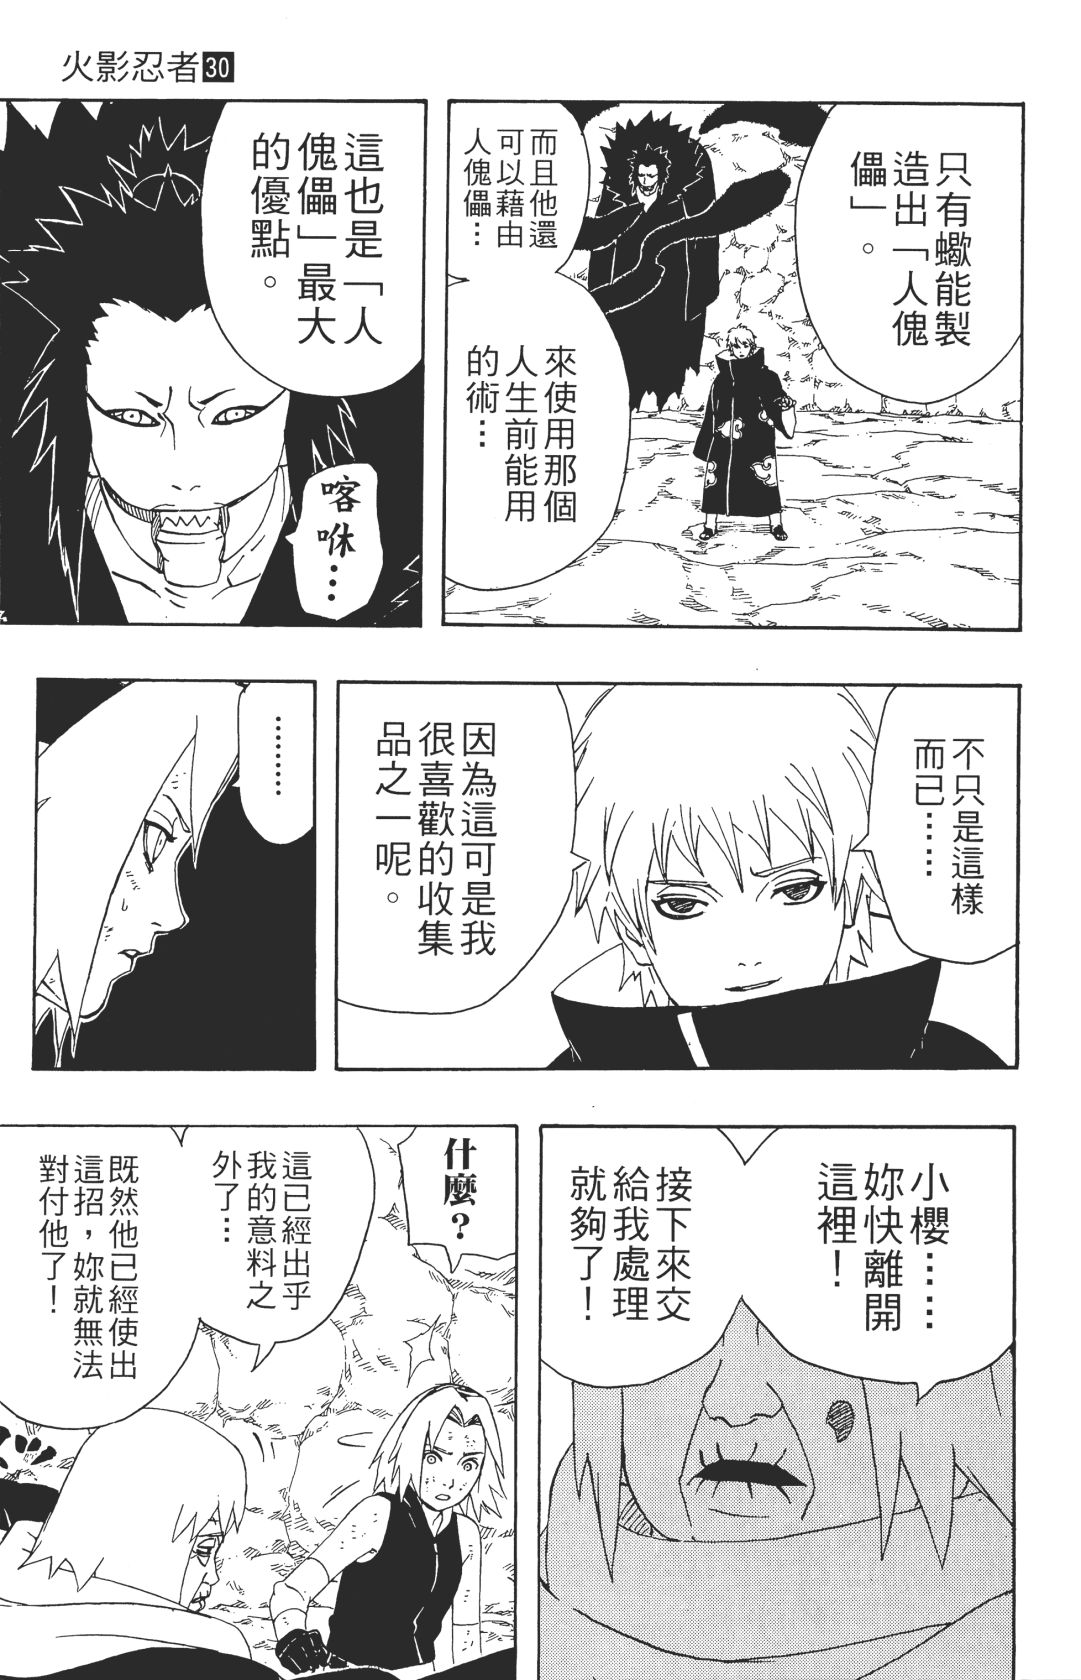 火影忍者30
只有蠍能製
造出「人傀
儡」。
而且他還
可以藉由
人傀儡…
來使用那個
人生前能用
的術…
這也是「人
傀儡」最大
的優點。
喀咻…
不只是這樣
而已……
因為這可是我
很喜歡的收集
品之一呢。
………
小櫻……
妳快離開
這裡！
接下來交
給我處理
就夠了！
什麼？
這已經出乎
我的意料之
外了…
既然他已經使出
這招，妳就無法
對付他了！